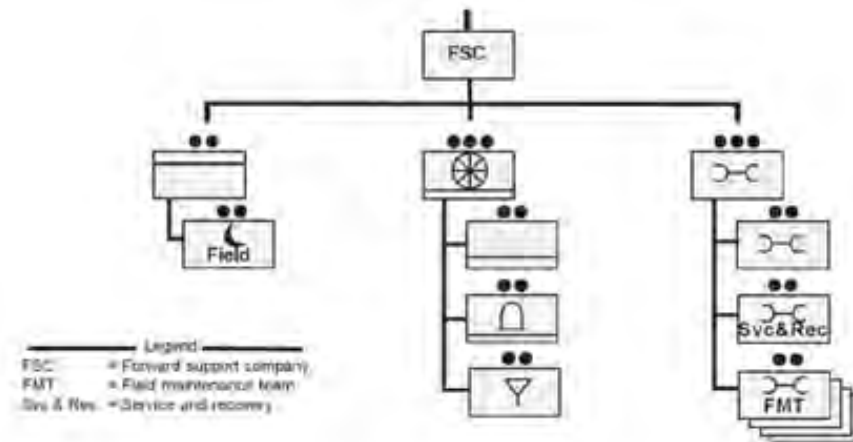 FSC
Field
Svc&Rec
FMT
Legend
FSC = Forward support company
FMT = Field maintenance team
Svc & Rec = Service and recovery